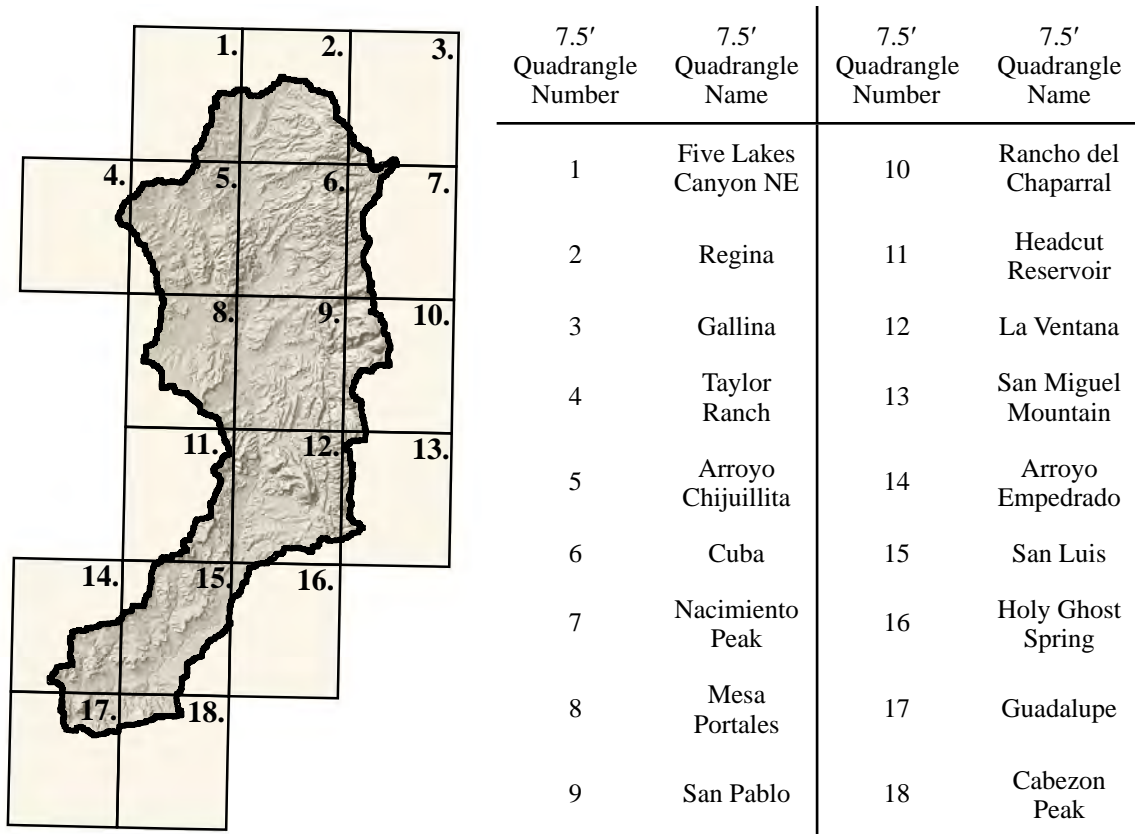 1.
2.
3.
4.
5.
6.
7.
8.
9.
10.
11.
12.
13.
14.
15.
16.
17.
18.
7.5′ Quadrangle Number
7.5′ Quadrangle Name
7.5′ Quadrangle Number
7.5′ Quadrangle Name
1 Five Lakes Canyon NE 10 Rancho del Chaparral
2 Regina 11 Headcut Reservoir
3 Gallina 12 La Ventana
4 Taylor Ranch 13 San Miguel Mountain
5 Arroyo Chijuillita 14 Arroyo Empedrado
6 Cuba 15 San Luis
7 Nacimiento Peak 16 Holy Ghost Spring
8 Mesa Portales 17 Guadalupe
9 San Pablo 18 Cabezon Peak